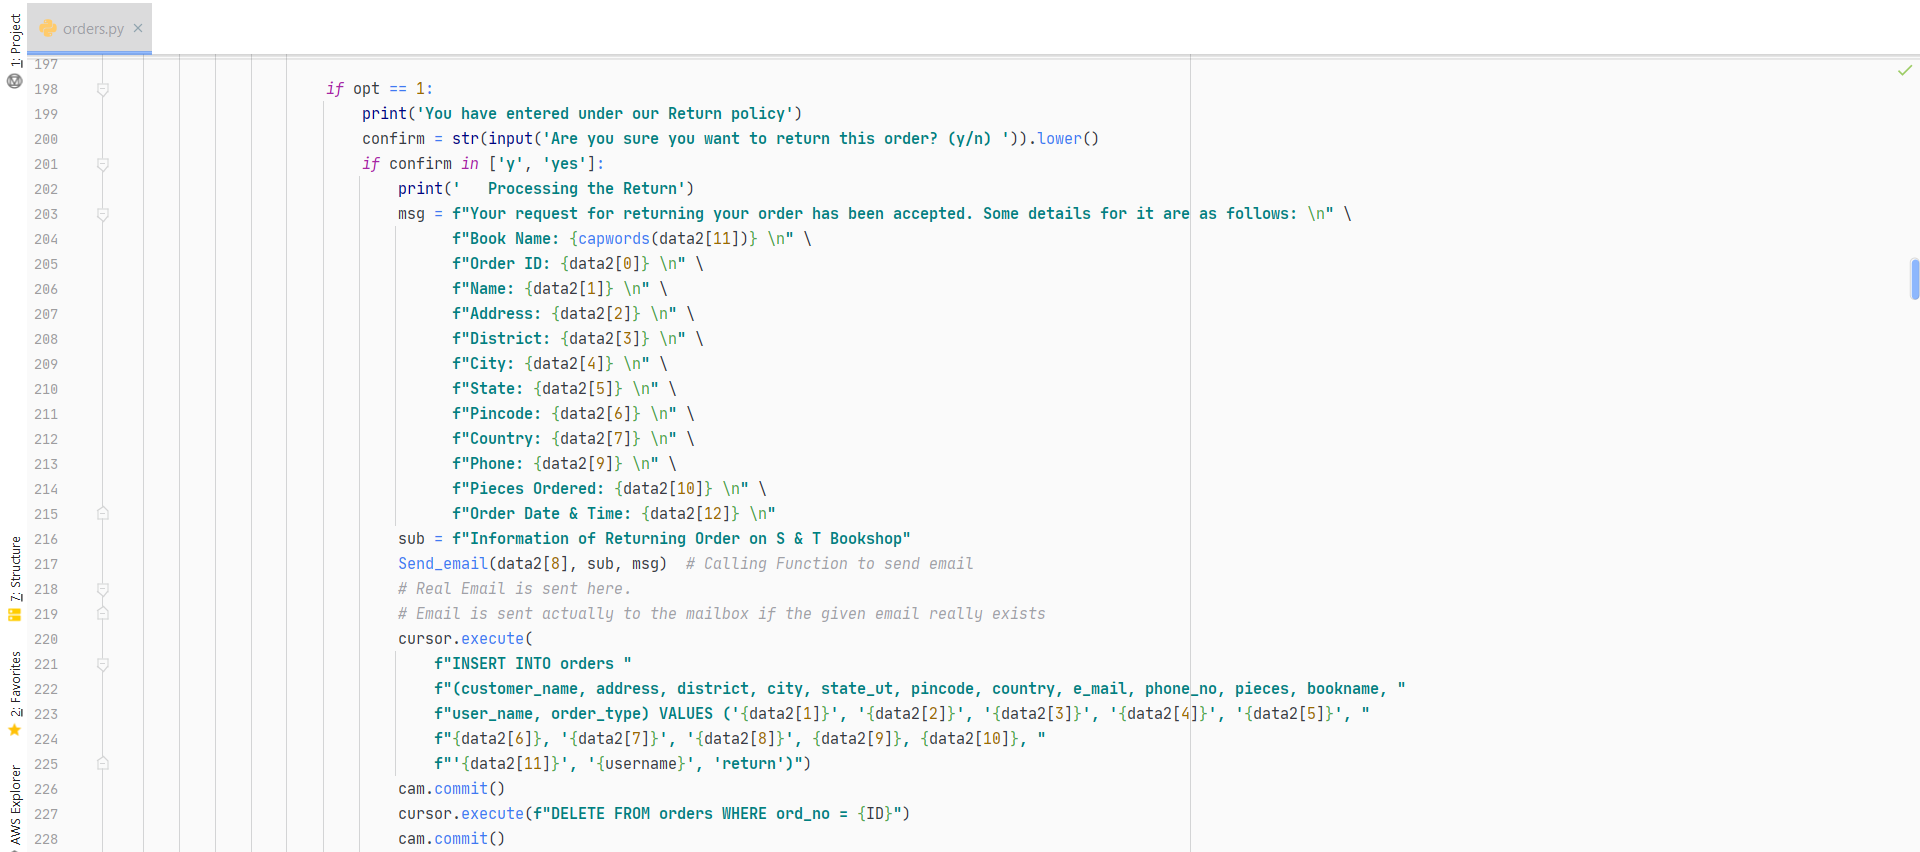 orders.py
1: Project
7: Structure
2: Favorites
AWS Explorer
197
198 if opt == 1:
199 print('You have entered under our Return policy')
200 confirm = str(input('Are you sure you want to return this order? (y/n) ')).lower()
201 if confirm in ['y', 'yes']:
202 print('   Processing the Return')
203 msg = f"Your request for returning your order has been accepted. Some details for it are as follows: \n" \
204 f"Book Name: {capwords(data2[11])} \n" \
205 f"Order ID: {data2[0]} \n" \
206 f"Name: {data2[1]} \n" \
207 f"Address: {data2[2]} \n" \
208 f"District: {data2[3]} \n" \
209 f"City: {data2[4]} \n" \
210 f"State: {data2[5]} \n" \
211 f"Pincode: {data2[6]} \n" \
212 f"Country: {data2[7]} \n" \
213 f"Phone: {data2[9]} \n" \
214 f"Pieces Ordered: {data2[10]} \n" \
215 f"Order Date & Time: {data2[12]} \n"
216 sub = f"Information of Returning Order on S & T Bookshop"
217 Send_email(data2[8], sub, msg)  # Calling Function to send email
218 # Real Email is sent here.
219 # Email is sent actually to the mailbox if the given email really exists
220 cursor.execute(
221 f"INSERT INTO orders "
222 f"(customer_name, address, district, city, state_ut, pincode, country, e_mail, phone_no, pieces, bookname, "
223 f"user_name, order_type) VALUES ('{data2[1]}', '{data2[2]}', '{data2[3]}', '{data2[4]}', '{data2[5]}', "
224 f"{data2[6]}, '{data2[7]}', '{data2[8]}', {data2[9]}, {data2[10]}, "
225 f"'{data2[11]}', '{username}', 'return')")
226 cam.commit()
227 cursor.execute(f"DELETE FROM orders WHERE ord_no = {ID}")
228 cam.commit()